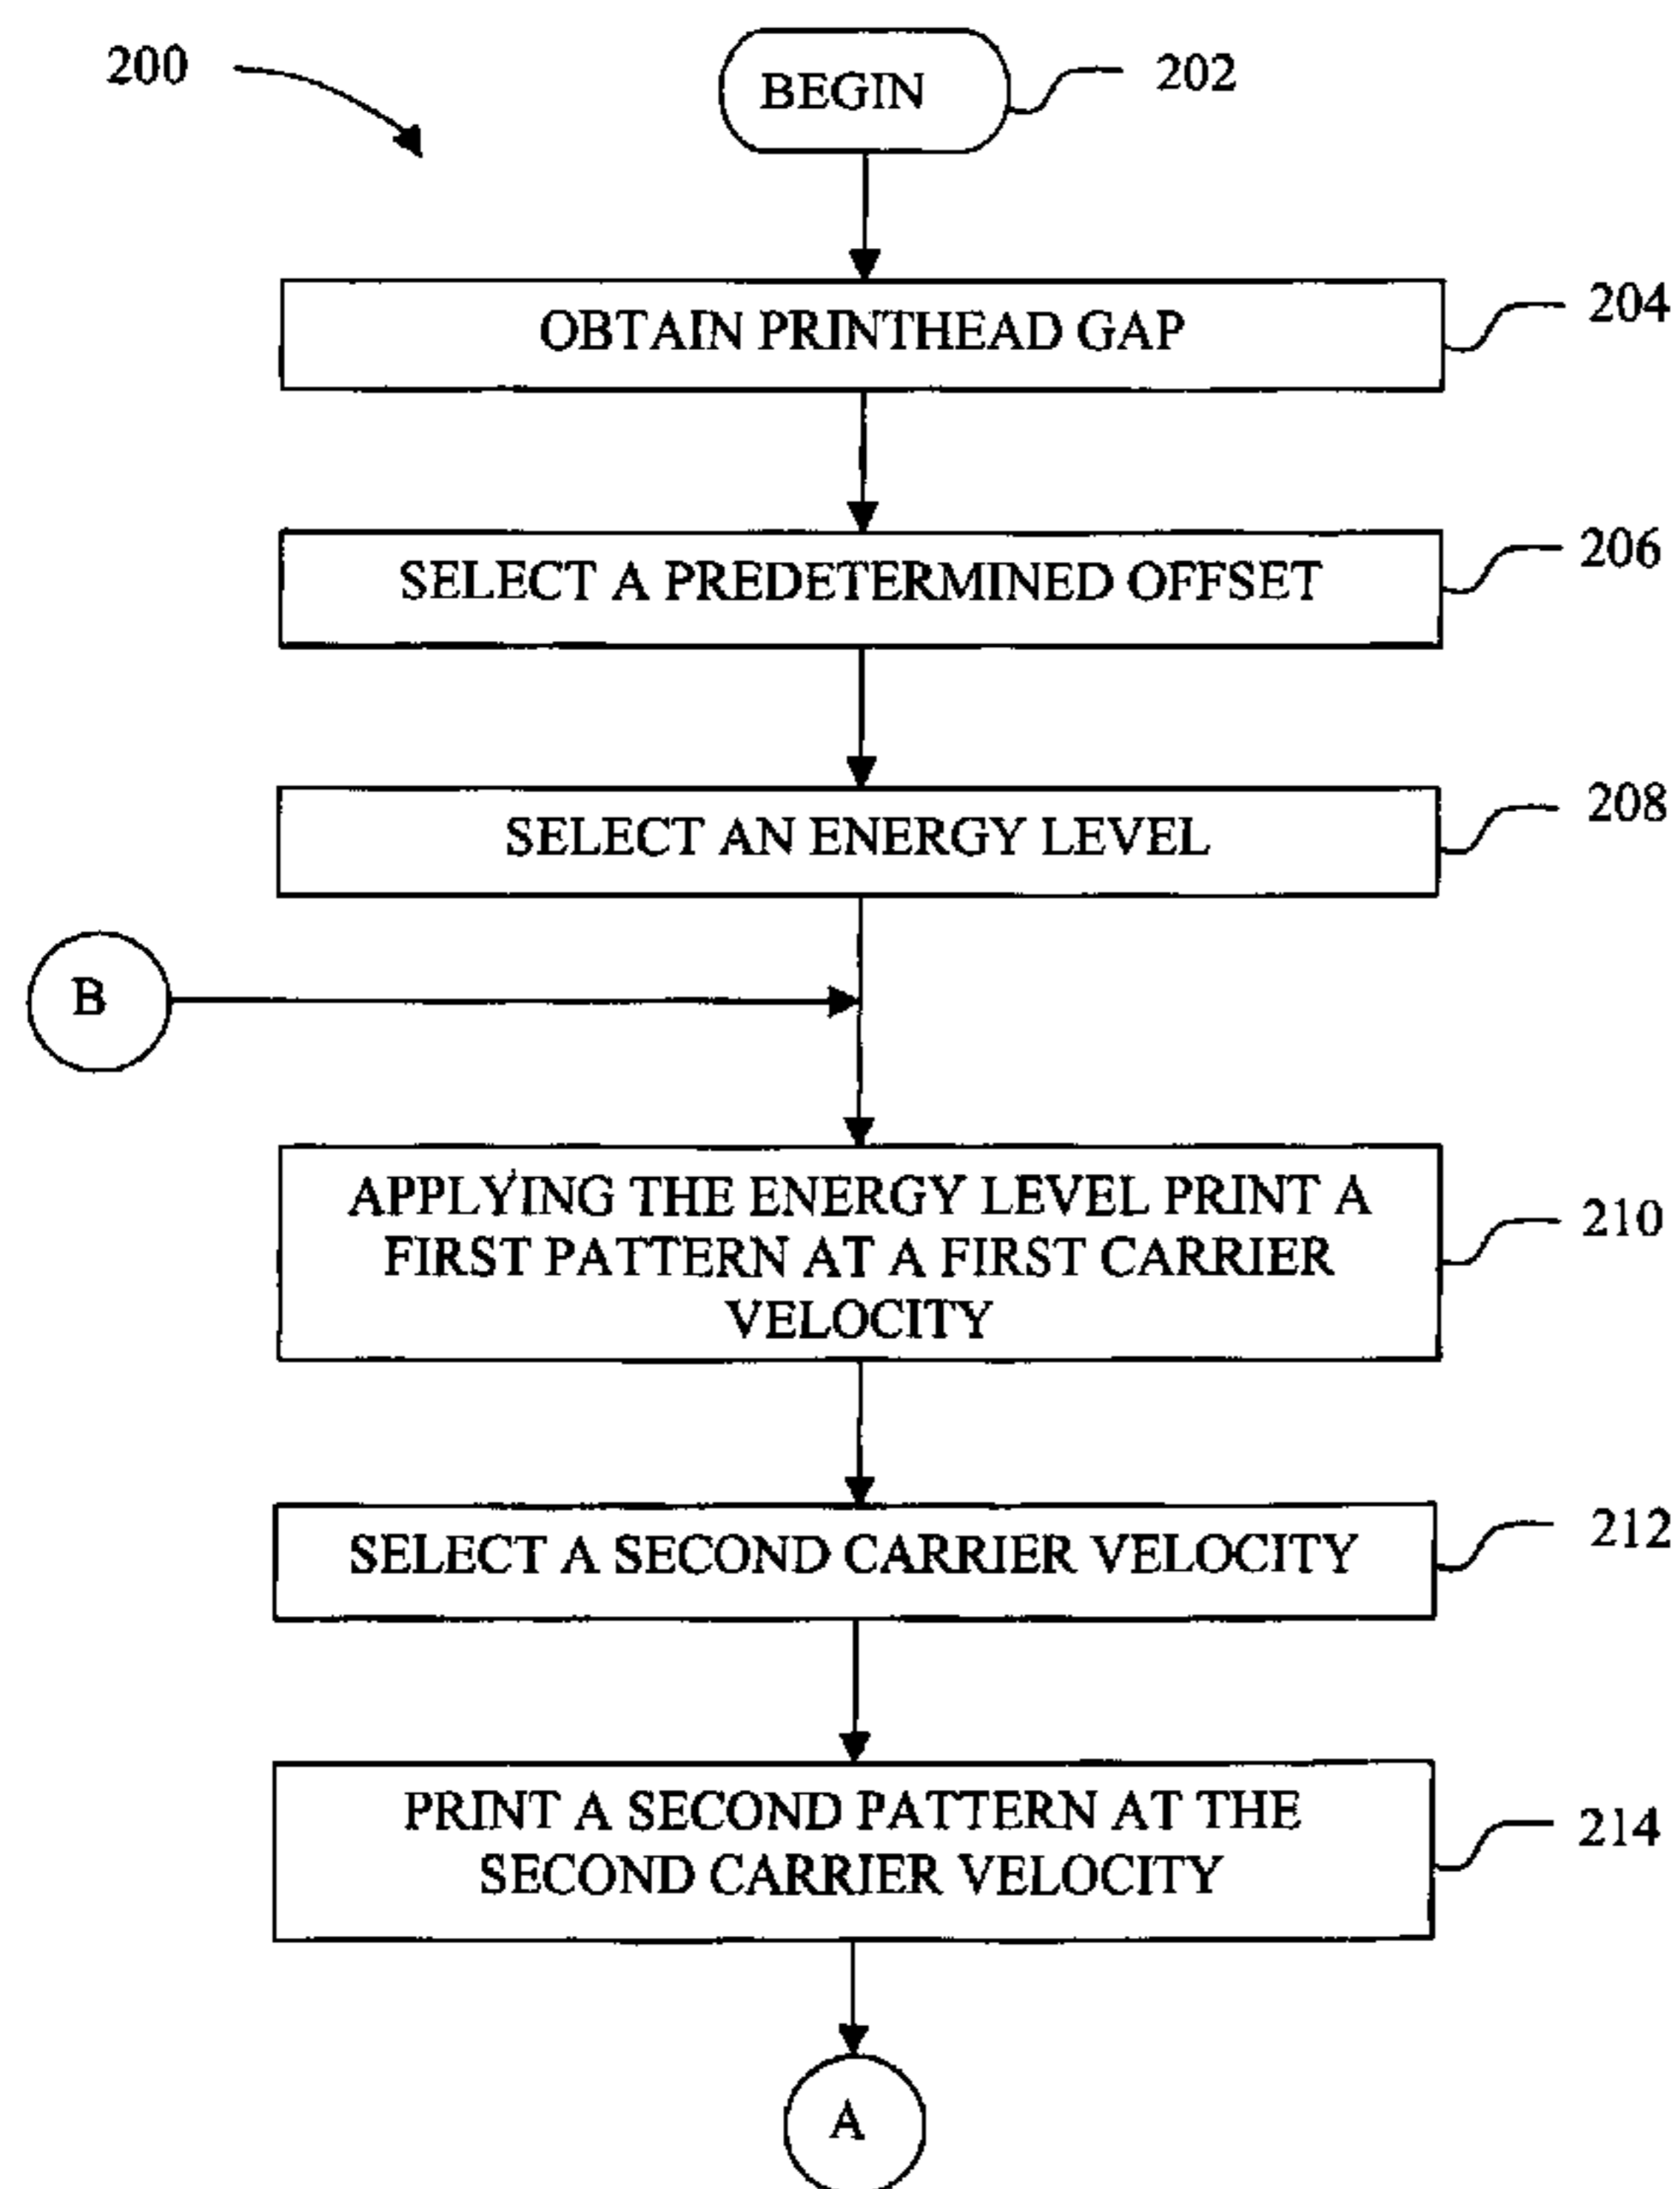 200
BEGIN
202
OBTAIN PRINTHEAD GAP
204
SELECT A PREDETERMINED OFFSET
206
SELECT AN ENERGY LEVEL
208
B
APPLYING THE ENERGY LEVEL PRINT A
FIRST PATTERN AT A FIRST CARRIER
VELOCITY
210
SELECT A SECOND CARRIER VELOCITY
212
PRINT A SECOND PATTERN AT THE
SECOND CARRIER VELOCITY
214
A